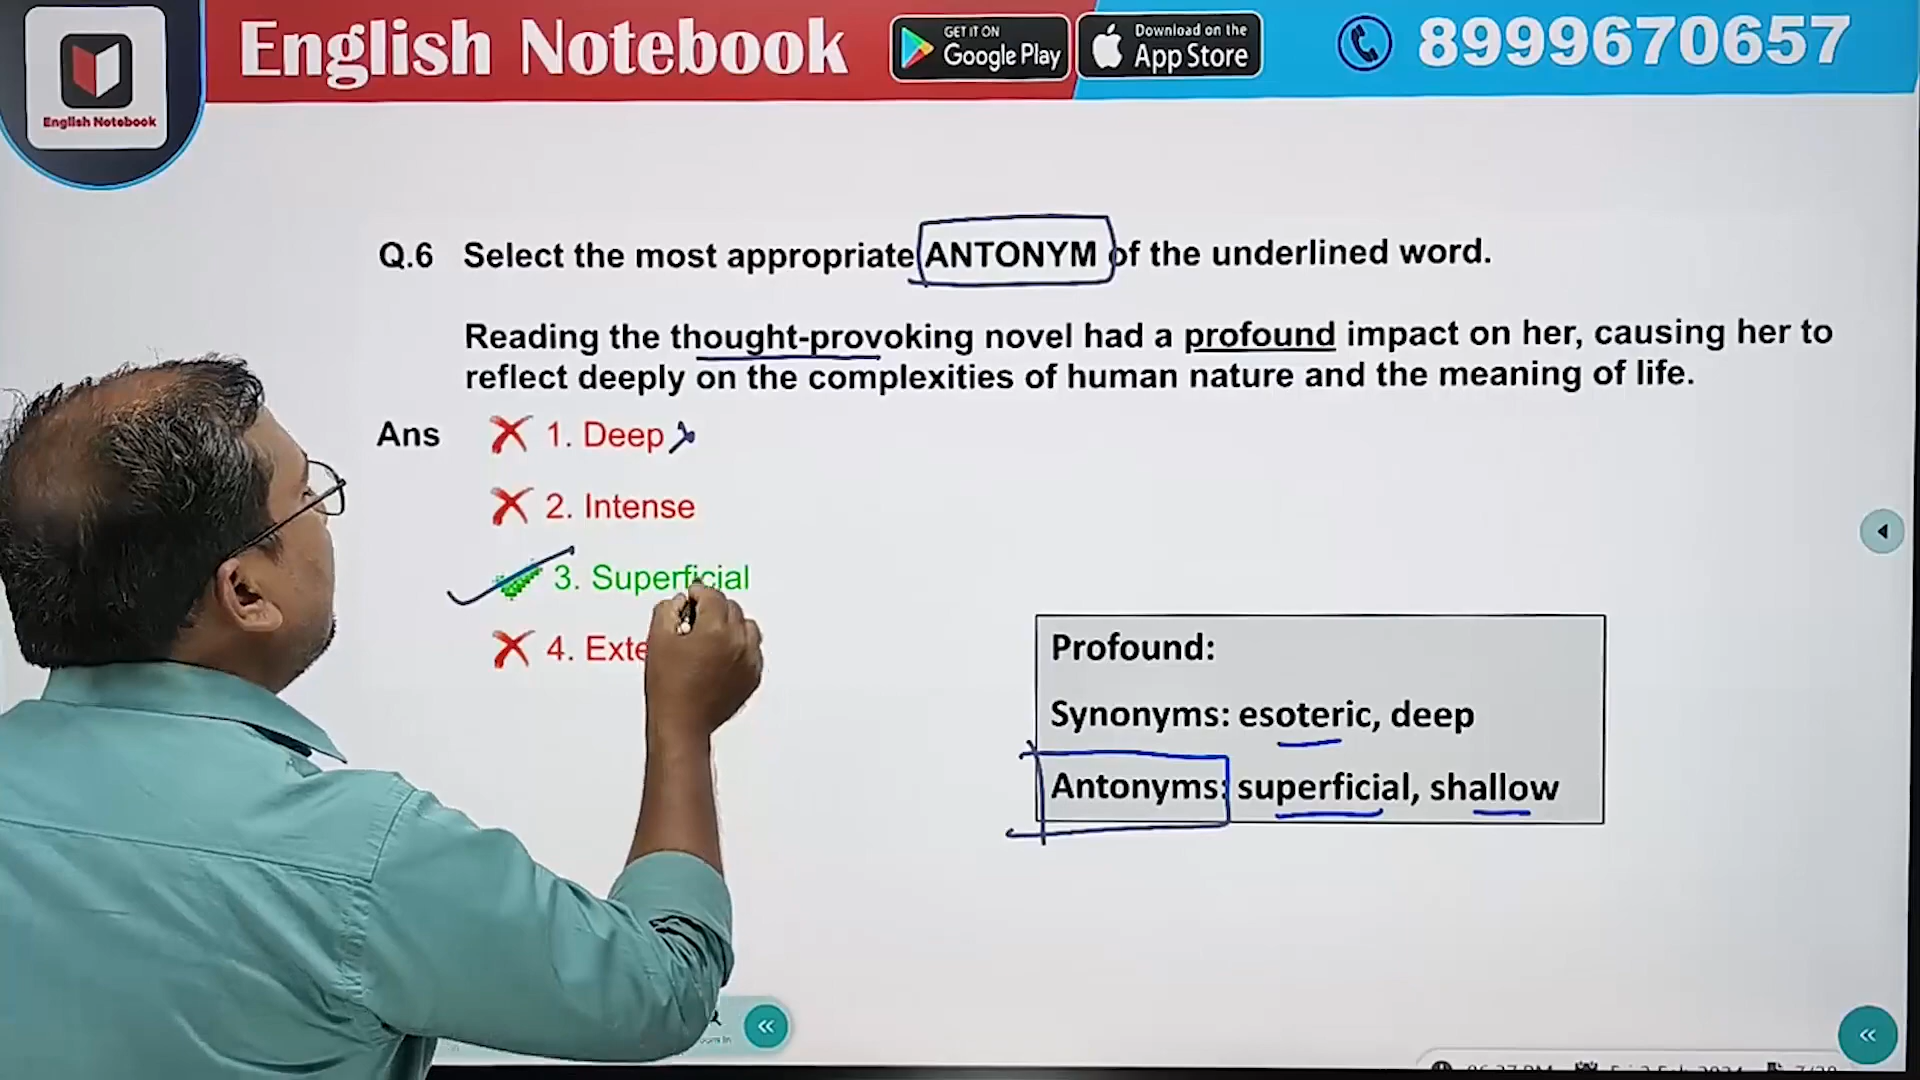 English Notebook
English Notebook
GET IT ON
Google Play
Download on the
App Store
8999670657
Q.6 Select the most appropriate ANTONYM of the underlined word.
Reading the thought-provoking novel had a profound impact on her, causing her to
reflect deeply on the complexities of human nature and the meaning of life.
Ans
1. Deep
2. Intense
3. Superficial
4.
Profound:
Synonyms: esoteric, deep
Antonyms: superficial, shallow